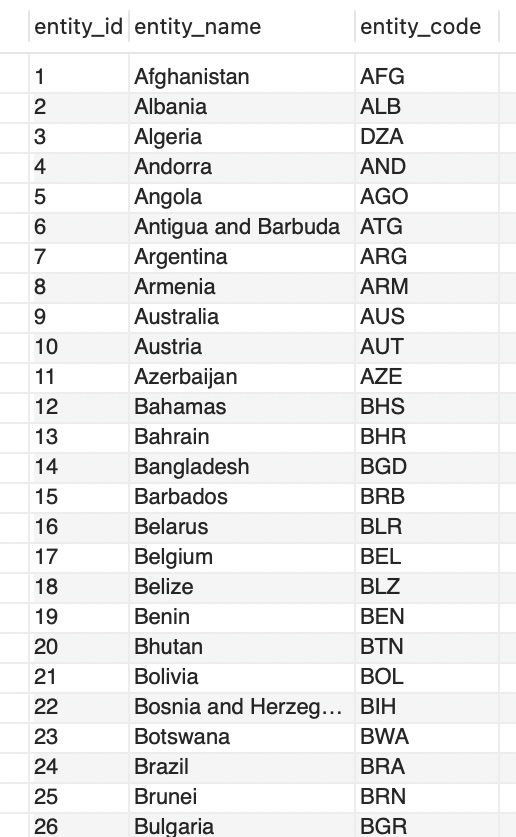 entity_id entity_name entity_code
1 Afghanistan AFG
2 Albania ALB
3 Algeria DZA
4 Andorra AND
5 Angola AGO
6 Antigua and Barbuda ATG
7 Argentina ARG
8 Armenia ARM
9 Australia AUS
10 Austria AUT
11 Azerbaijan AZE
12 Bahamas BHS
13 Bahrain BHR
14 Bangladesh BGD
15 Barbados BRB
16 Belarus BLR
17 Belgium BEL
18 Belize BLZ
19 Benin BEN
20 Bhutan BTN
21 Bolivia BOL
22 Bosnia and Herzeg... BIH
23 Botswana BWA
24 Brazil BRA
25 Brunei BRN
26 Bulgaria BGR